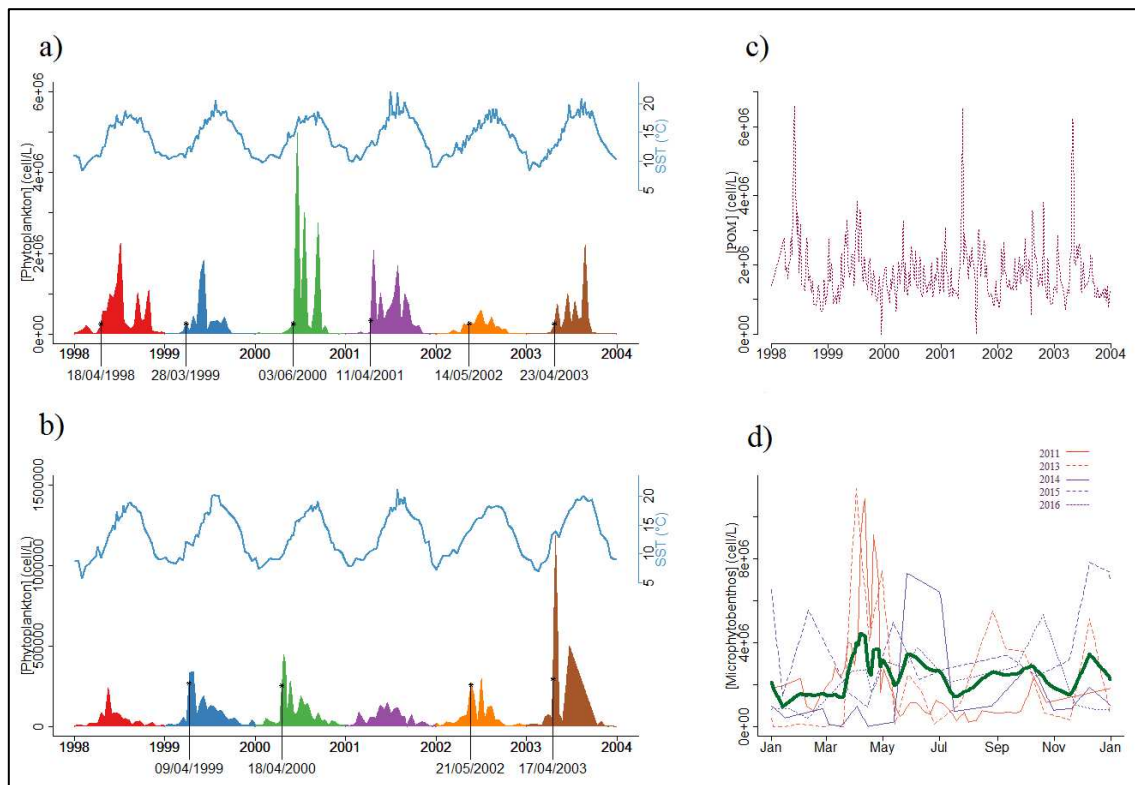 a)
[Phytoplankton] (cell/L)
0e+00 2e+06 4e+06 6e+06
SST (°C)
5 10 15 20
1998 1999 2000 2001 2002 2003 2004
18/04/1998 28/03/1999 03/06/2000 11/04/2001 14/05/2002 23/04/2003
c)
[POM] (cell/L)
0e+00 2e+06 4e+06 6e+06
1998 1999 2000 2001 2002 2003 2004
b)
[Phytoplankton] (cell/L)
0 500000 1000000 1500000
SST (°C)
5 10 15 20
1998 1999 2000 2001 2002 2003 2004
09/04/1999 18/04/2000 21/05/2002 17/04/2003
d)
2011
2013
2014
2015
2016
[Microphytobenthos] (cell/L)
0e+00 4e+06 8e+06
Jan Mar May Jul Sep Nov Jan